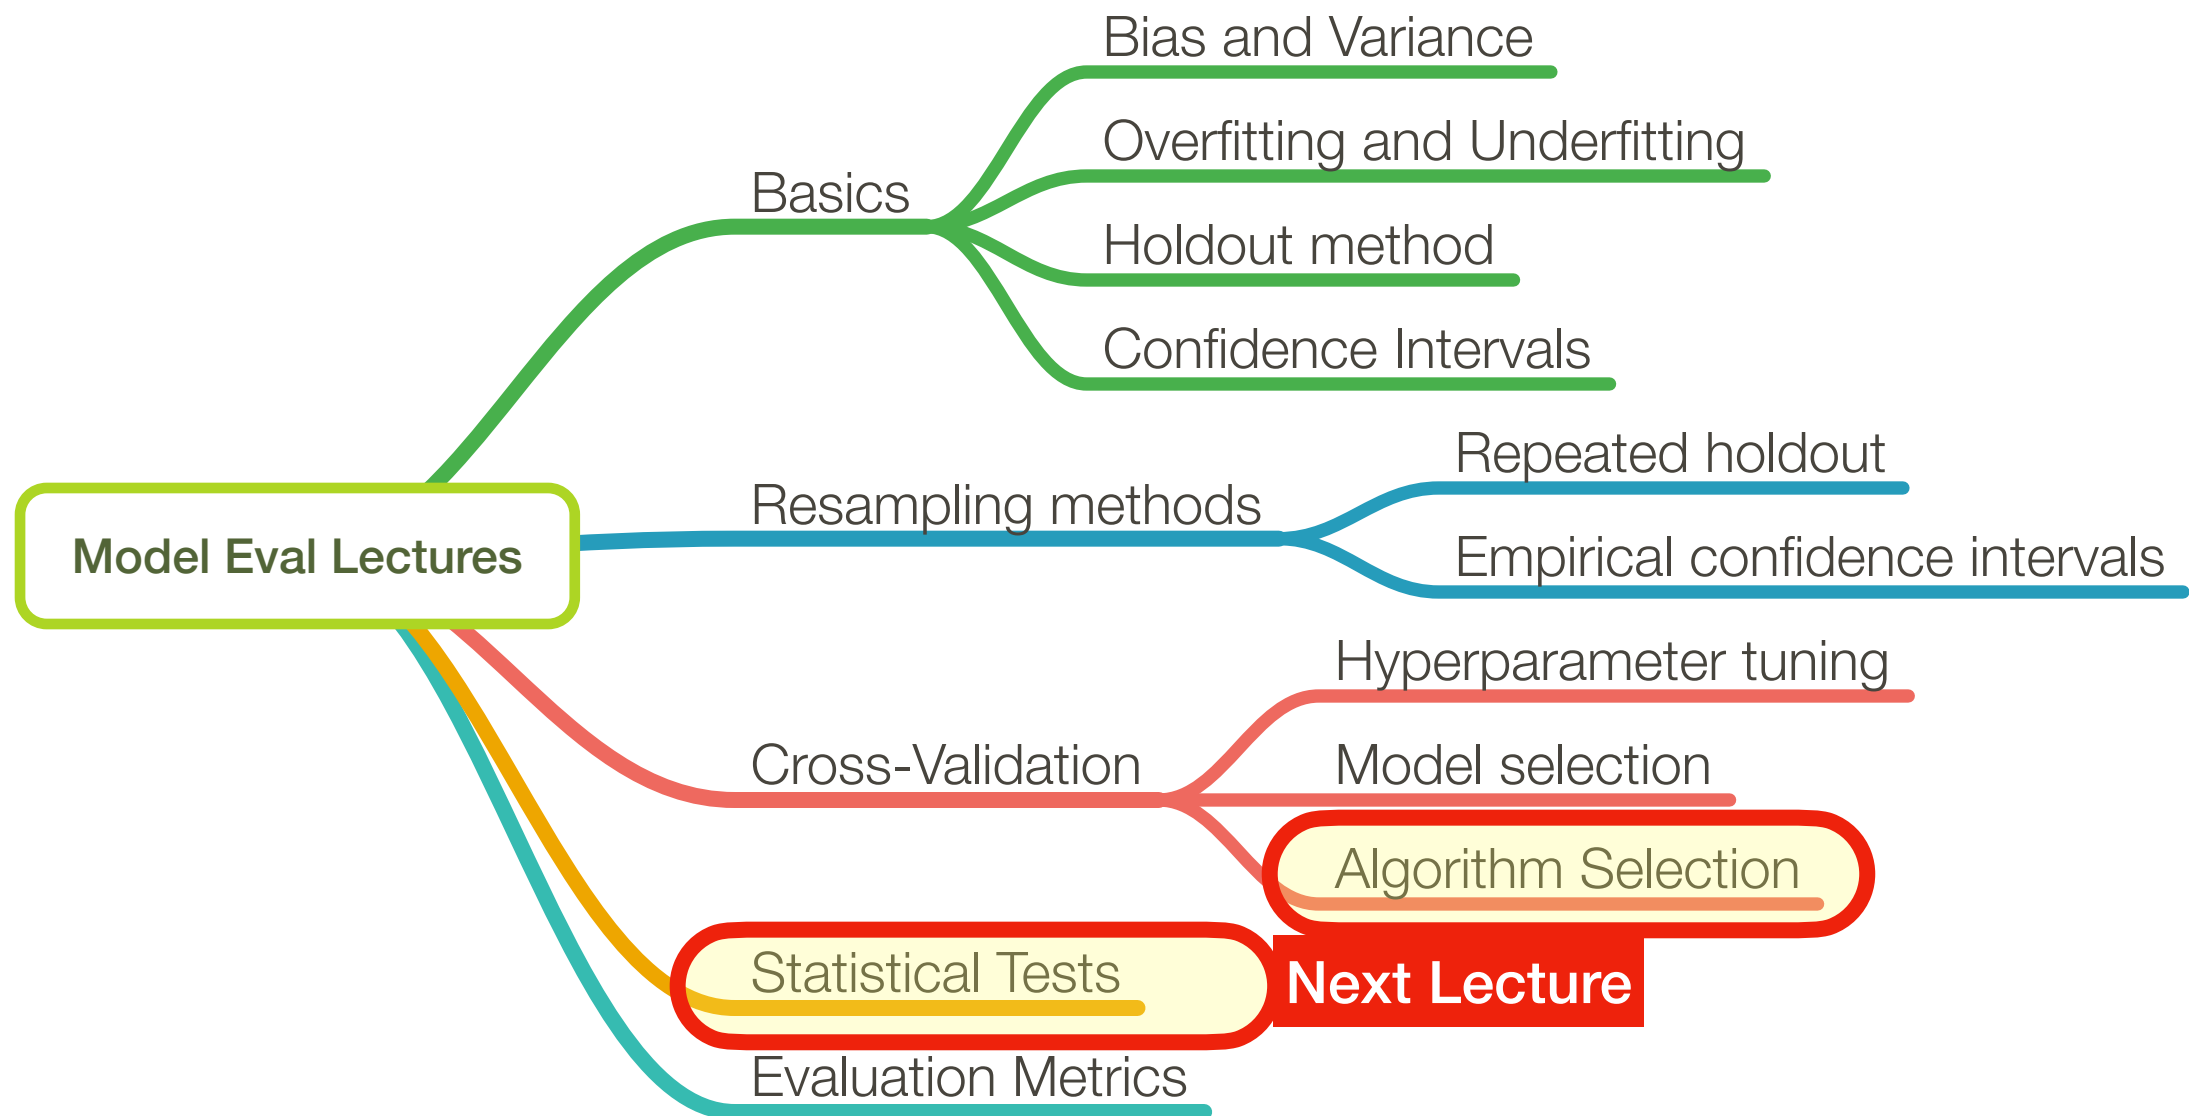 Bias and Variance
Overfitting and Underfitting
Basics
Holdout method
Confidence Intervals
Repeated holdout
Resampling methods
Model Eval Lectures
Empirical confidence intervals
Hyperparameter tuning
Cross-Validation
Model selection
Algorithm Selection
Statistical Tests
Next Lecture
Evaluation Metrics